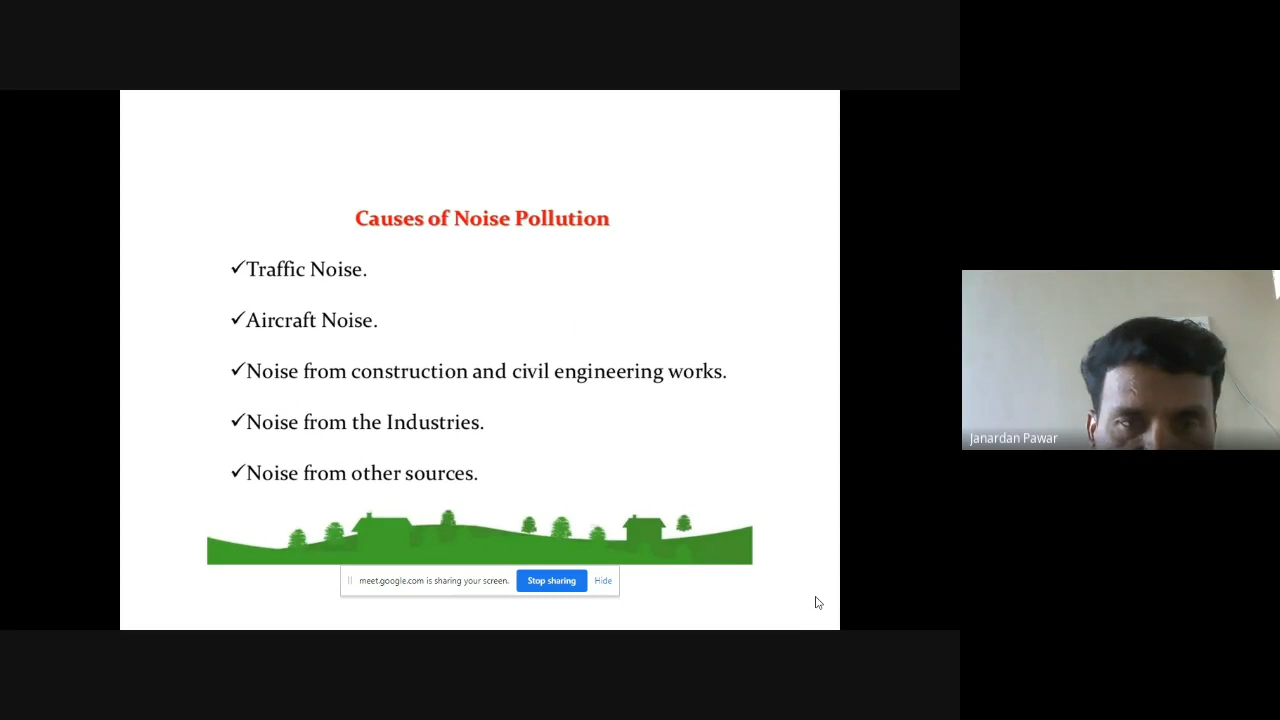 Causes of Noise Pollution
✓Traffic Noise.
✓Aircraft Noise.
✓Noise from construction and civil engineering works.
✓Noise from the Industries.
✓Noise from other sources.
meet.google.com is sharing your screen. Stop sharing Hide
Janardan Pawar